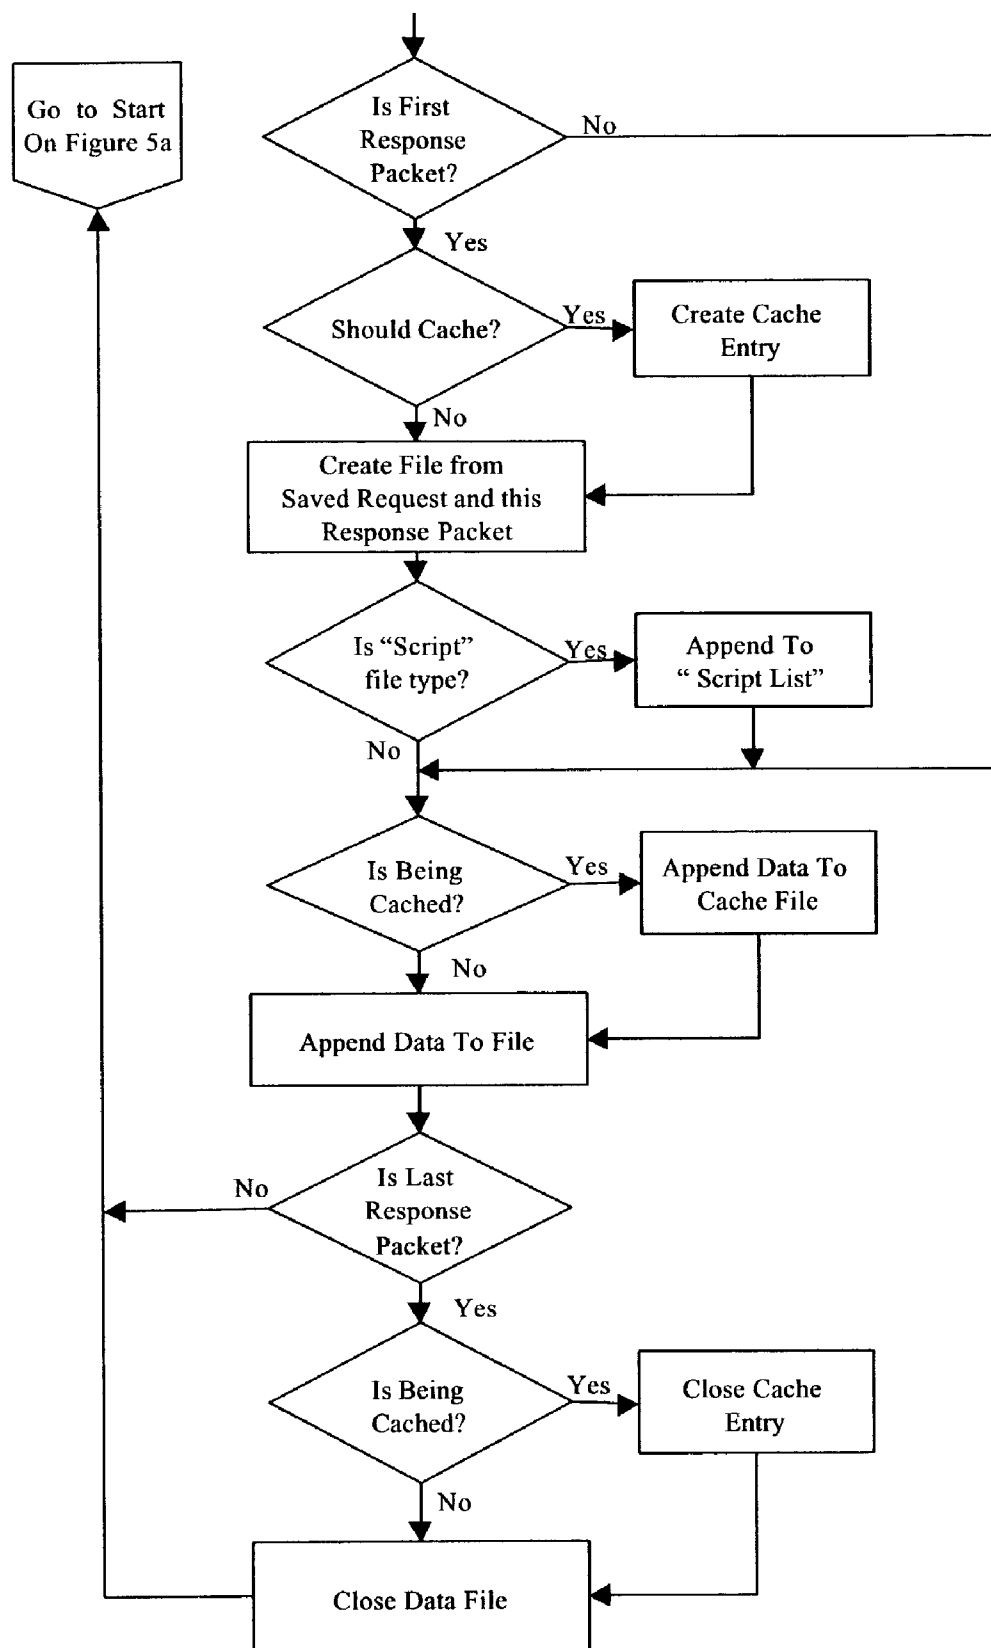 Go to Start
On Figure 5a
Is First
Response
Packet?
No
Yes
Should Cache?
Yes
Create Cache
Entry
No
Create File from
Saved Request and this
Response Packet
Is “Script”
file type?
Yes
Append To
“ Script List”
No
Is Being
Cached?
Yes
Append Data To
Cache File
No
Append Data To File
Is Last
Response
Packet?
No
Yes
Is Being
Cached?
Yes
Close Cache
Entry
No
Close Data File